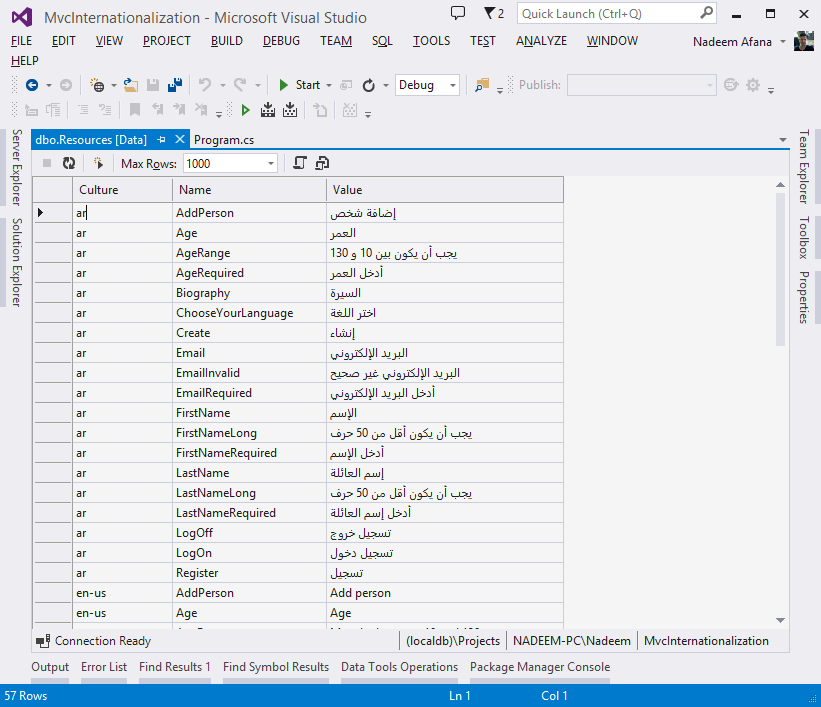 MvcInternationalization - Microsoft Visual Studio
2
Quick Launch (Ctrl+Q)
FILE EDIT VIEW PROJECT BUILD DEBUG TEAM SQL TOOLS TEST ANALYZE WINDOW
Nadeem Afana
HELP
Start Debug Publish:
Server Explorer
Solution Explorer
Team Explorer
Toolbox
Properties
dbo.Resources [Data] Program.cs
Max Rows: 1000
Culture Name Value
ar AddPerson إضافة شخص
ar Age العمر
ar AgeRange يجب أن يكون بين 10 و 130
ar AgeRequired أدخل العمر
ar Biography السيرة
ar ChooseYourLanguage اختر اللغة
ar Create إنشاء
ar Email البريد الإلكتروني
ar EmailInvalid البريد الإلكتروني غير صحيح
ar EmailRequired أدخل البريد الإلكتروني
ar FirstName الإسم
ar FirstNameLong يجب أن يكون أقل من 50 حرف
ar FirstNameRequired أدخل الإسم
ar LastName إسم العائلة
ar LastNameLong يجب أن يكون أقل من 50 حرف
ar LastNameRequired أدخل إسم العائلة
ar LogOff تسجيل خروج
ar LogOn تسجيل دخول
ar Register تسجيل
en-us AddPerson Add person
en-us Age Age
Connection Ready (localdb)\Projects NADEEM-PC\Nadeem MvcInternationalization
Output Error List Find Results 1 Find Symbol Results Data Tools Operations Package Manager Console
57 Rows Ln 1 Col 1